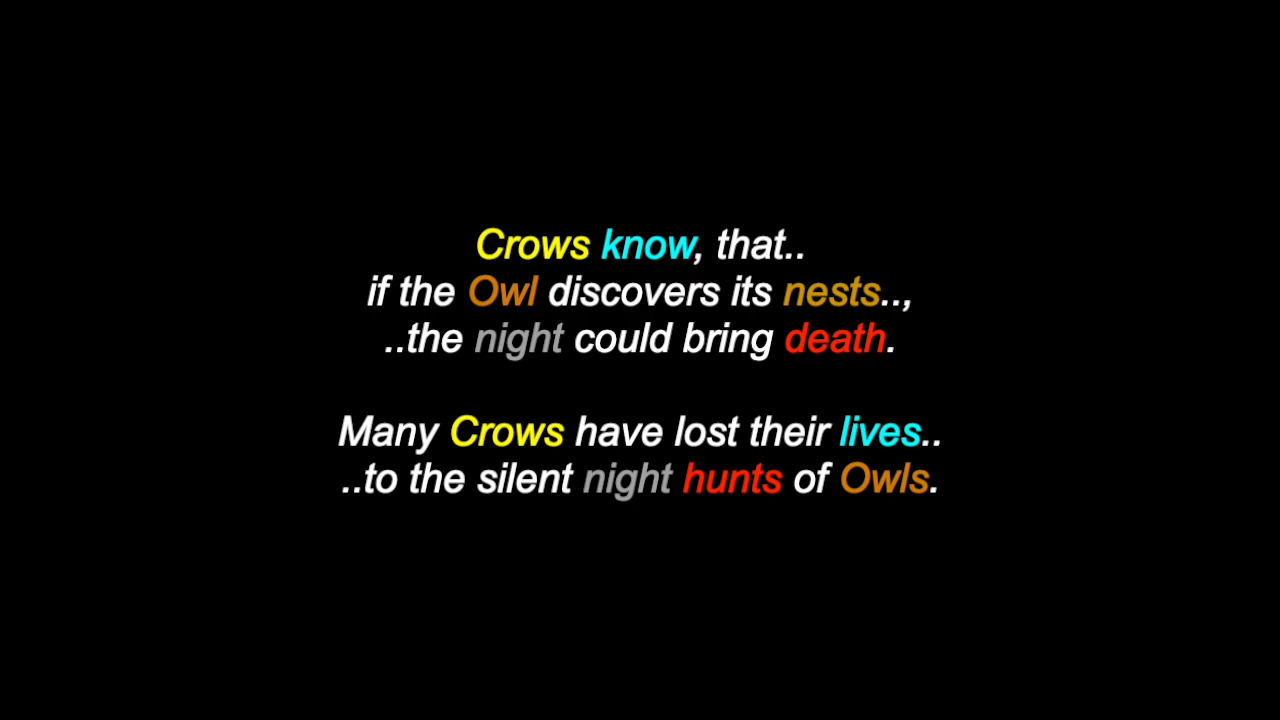 Crows know, that..
if the Owl discovers its nests..,
..the night could bring death.
Many Crows have lost their lives..
..to the silent night hunts of Owls.